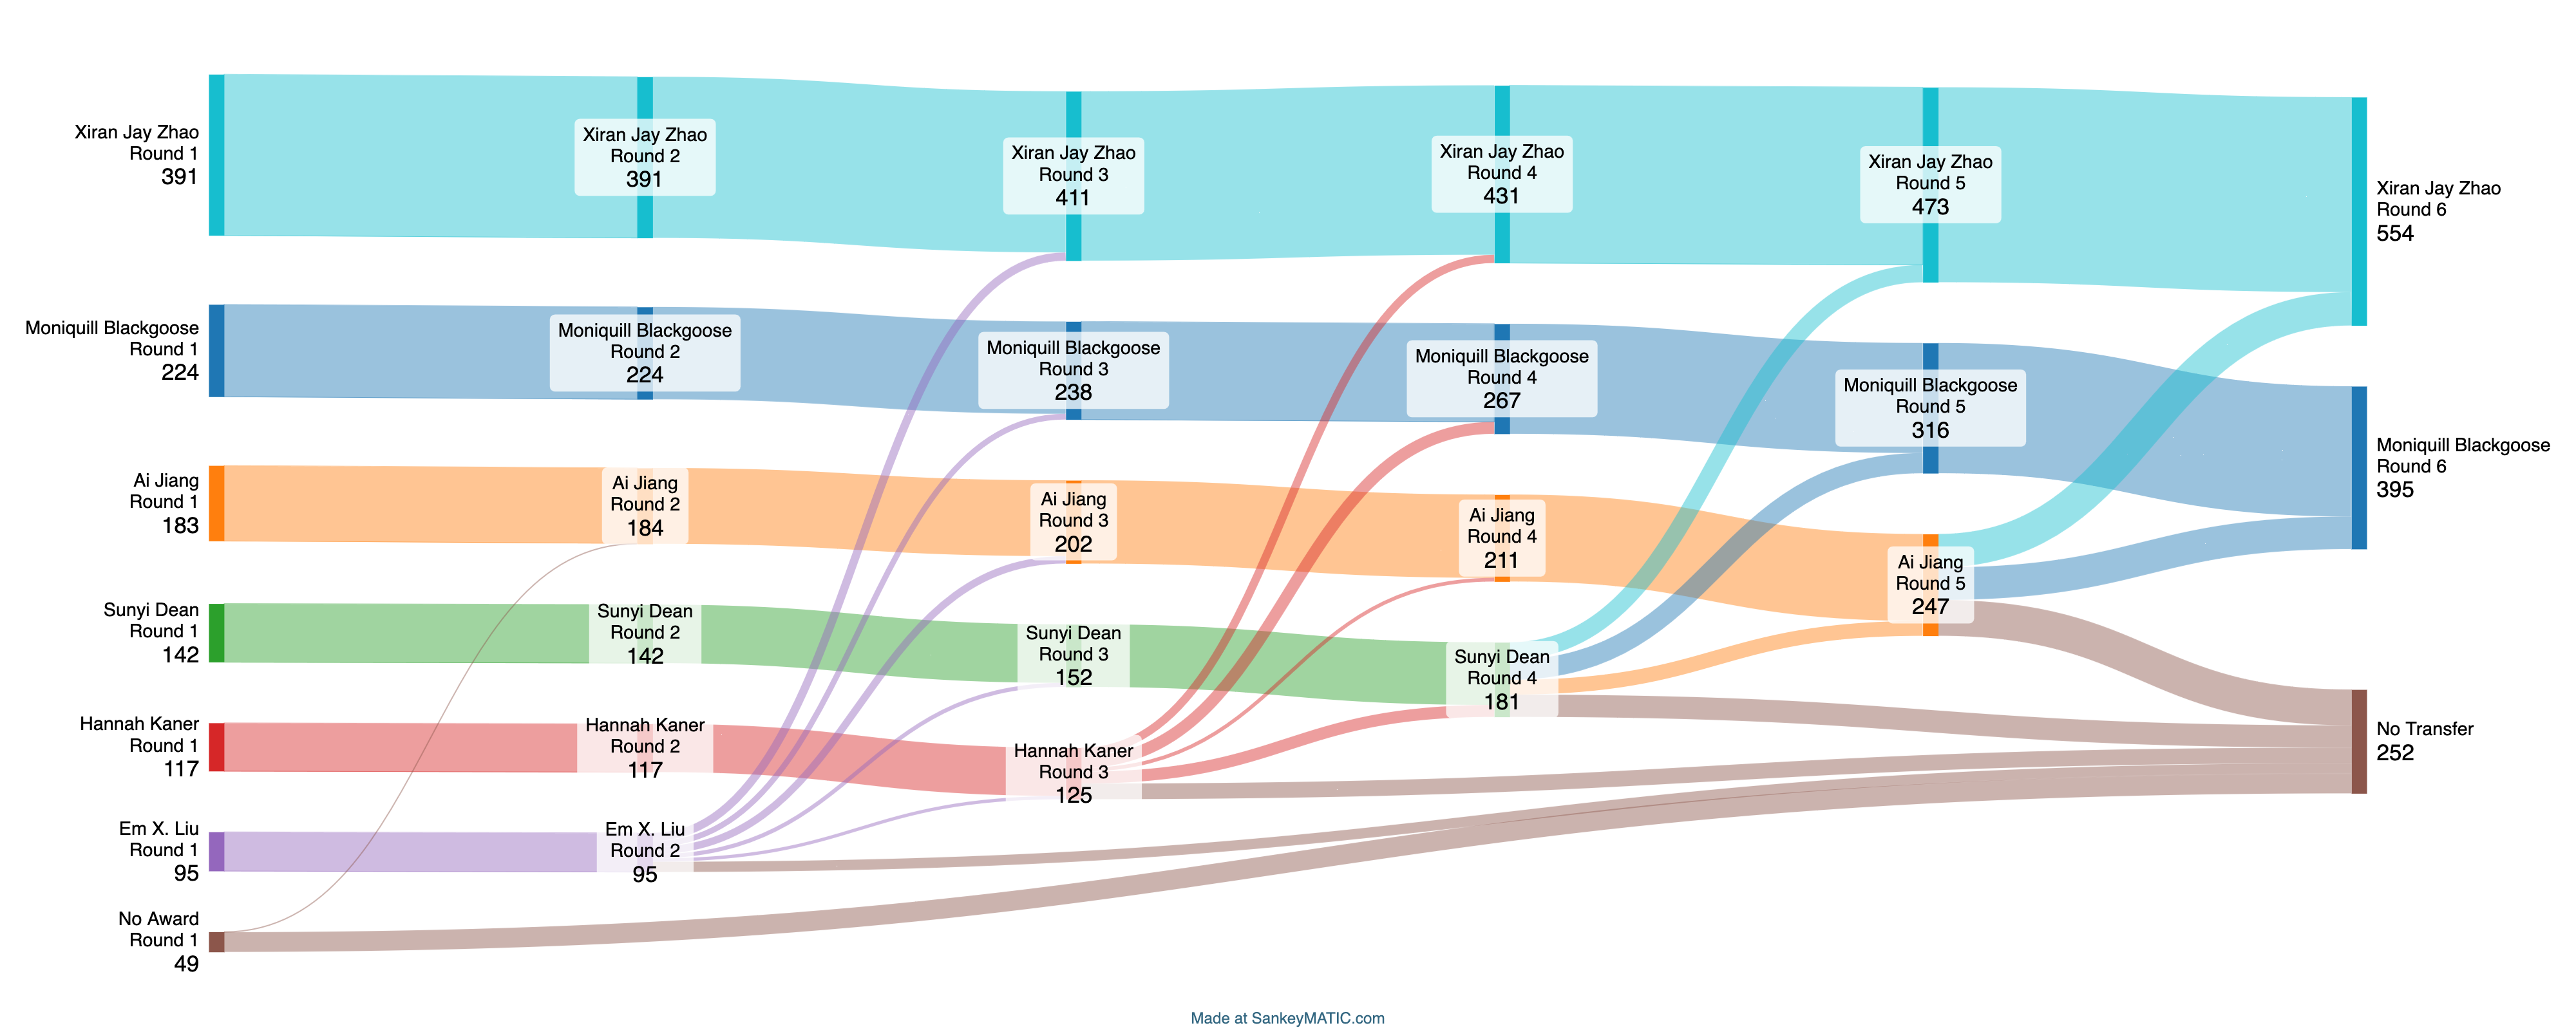 Xiran Jay Zhao
Round 1
391
Moniquill Blackgoose
Round 1
224
Ai Jiang
Round 1
183
Sunyi Dean
Round 1
142
Hannah Kaner
Round 1
117
Em X. Liu
Round 1
95
No Award
Round 1
49
Xiran Jay Zhao
Round 2
391
Moniquill Blackgoose
Round 2
224
Ai Jiang
Round 2
184
Sunyi Dean
Round 2
142
Hannah Kaner
Round 2
117
Em X. Liu
Round 2
95
Xiran Jay Zhao
Round 3
411
Moniquill Blackgoose
Round 3
238
Ai Jiang
Round 3
202
Sunyi Dean
Round 3
152
Hannah Kaner
Round 3
125
Xiran Jay Zhao
Round 4
431
Moniquill Blackgoose
Round 4
267
Ai Jiang
Round 4
211
Sunyi Dean
Round 4
181
Xiran Jay Zhao
Round 5
473
Moniquill Blackgoose
Round 5
316
Ai Jiang
Round 5
247
Xiran Jay Zhao
Round 6
554
Moniquill Blackgoose
Round 6
395
No Transfer
252
Made at SankeyMATIC.com